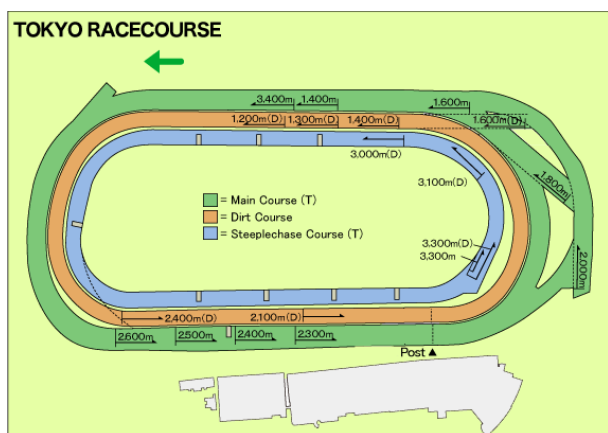 TOKYO RACECOURSE
3.400m
1.400m
1.600m
1.200m(D)
1.300m(D)
1.400m(D)
1.600m(D)
3,000m(D)
3,100m(D)
1.800m
= Main Course (T)
= Dirt Course
= Steeplechase Course (T)
3.300m(D)
3,300m
2.000m
2.400m(D)
2.100m(D)
2.600m
2.500m
2.400m
2.300m
Post ▲